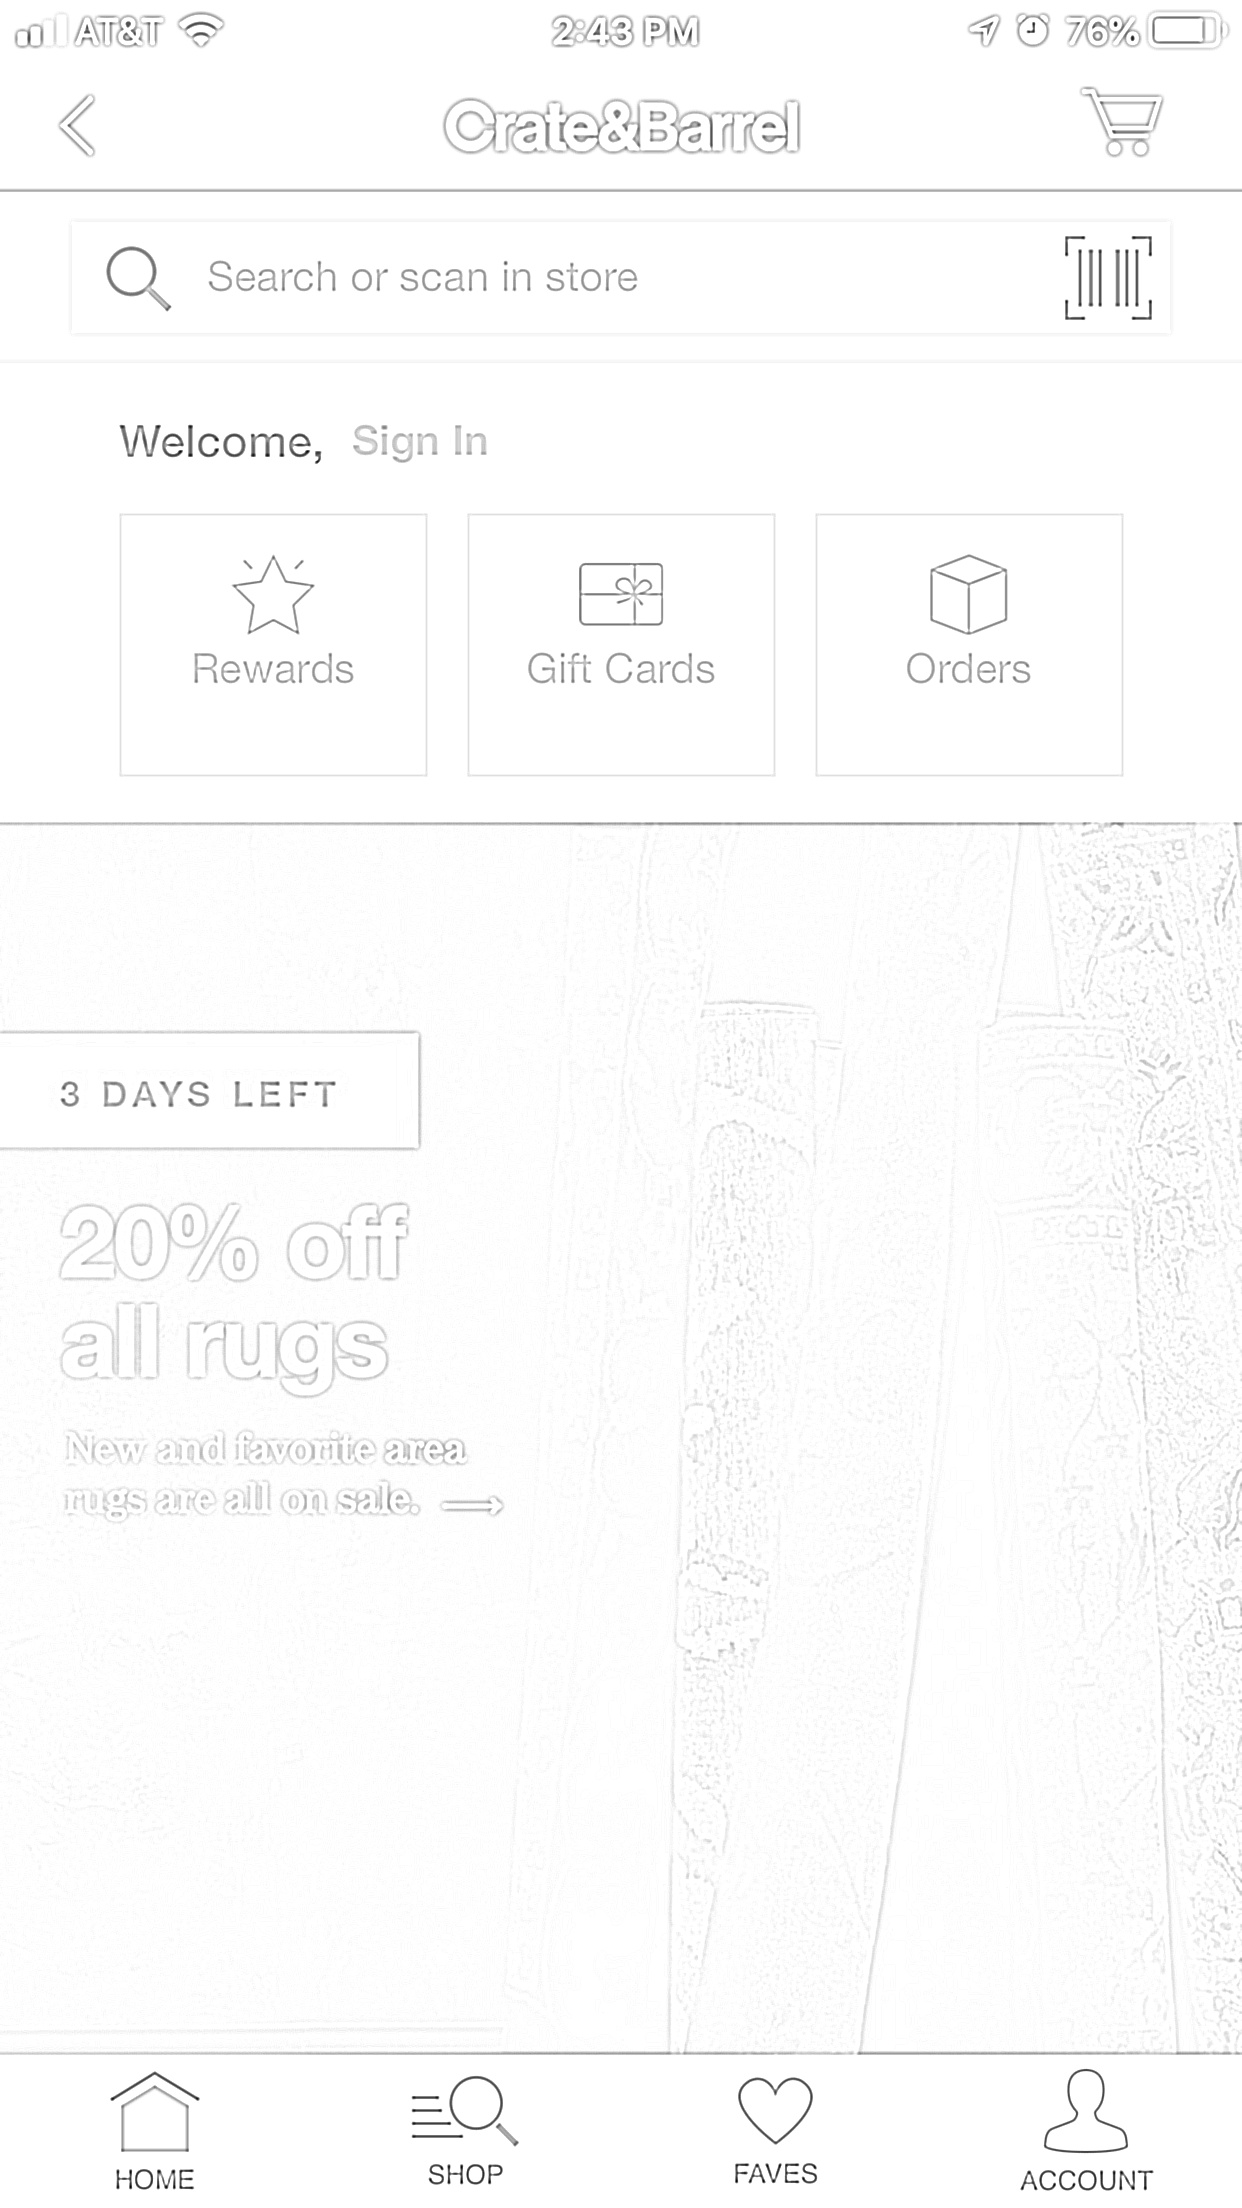 AT&T 2:43 PM 76%
Crate&Barrel
Search or scan in store
Welcome, Sign In
Rewards Gift Cards Orders
3 DAYS LEFT
20% off
all rugs
New and favorite area
rugs are all on sale. →
HOME SHOP FAVES ACCOUNT